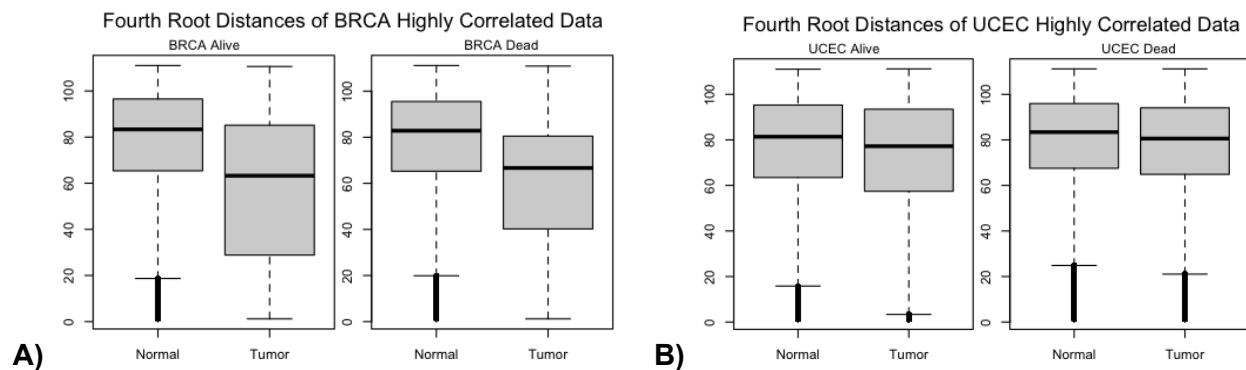 Fourth Root Distances of BRCA Highly Correlated Data
BRCA Alive
BRCA Dead
100
80
60
40
20
0
100
80
60
40
20
0
Normal
Tumor
Normal
Tumor
A)
Fourth Root Distances of UCEC Highly Correlated Data
UCEC Alive
UCEC Dead
100
80
60
40
20
0
100
80
60
40
20
0
Normal
Tumor
Normal
Tumor
B)